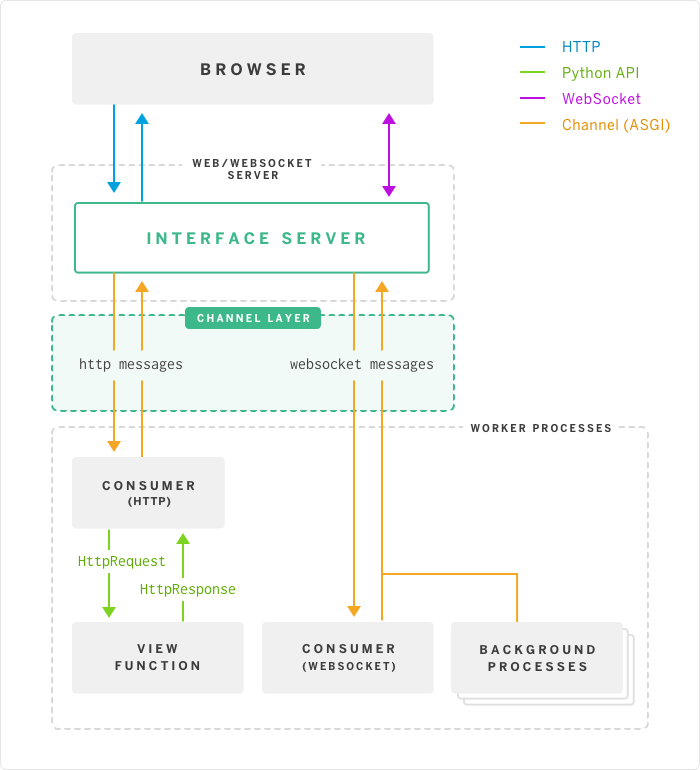 BROWSER
HTTP
Python API
WebSocket
Channel (ASGI)
WEB/WEBSOCKET
SERVER
INTERFACE SERVER
CHANNEL LAYER
http messages
websocket messages
WORKER PROCESSES
CONSUMER
(HTTP)
HttpRequest
HttpResponse
VIEW
FUNCTION
CONSUMER
(WEBSOCKET)
BACKGROUND
PROCESSES